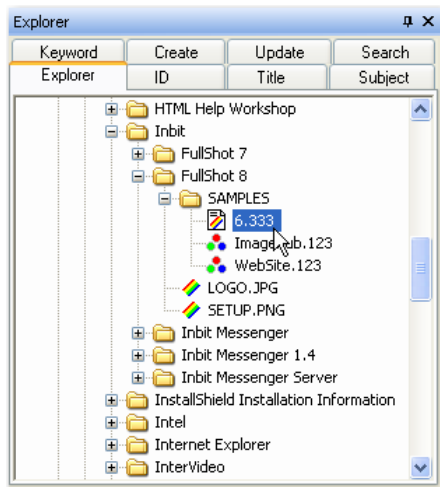 Explorer
Keyword Create Update Search
Explorer ID Title Subject
HTML Help Workshop
Inbit
FullShot 7
FullShot 8
SAMPLES
6.333
WebSite.123
LOGO.JPG
SETUP.PNG
Inbit Messenger
Inbit Messenger 1.4
Inbit Messenger Server
InstallShield Installation Information
Intel
Internet Explorer
InterVideo